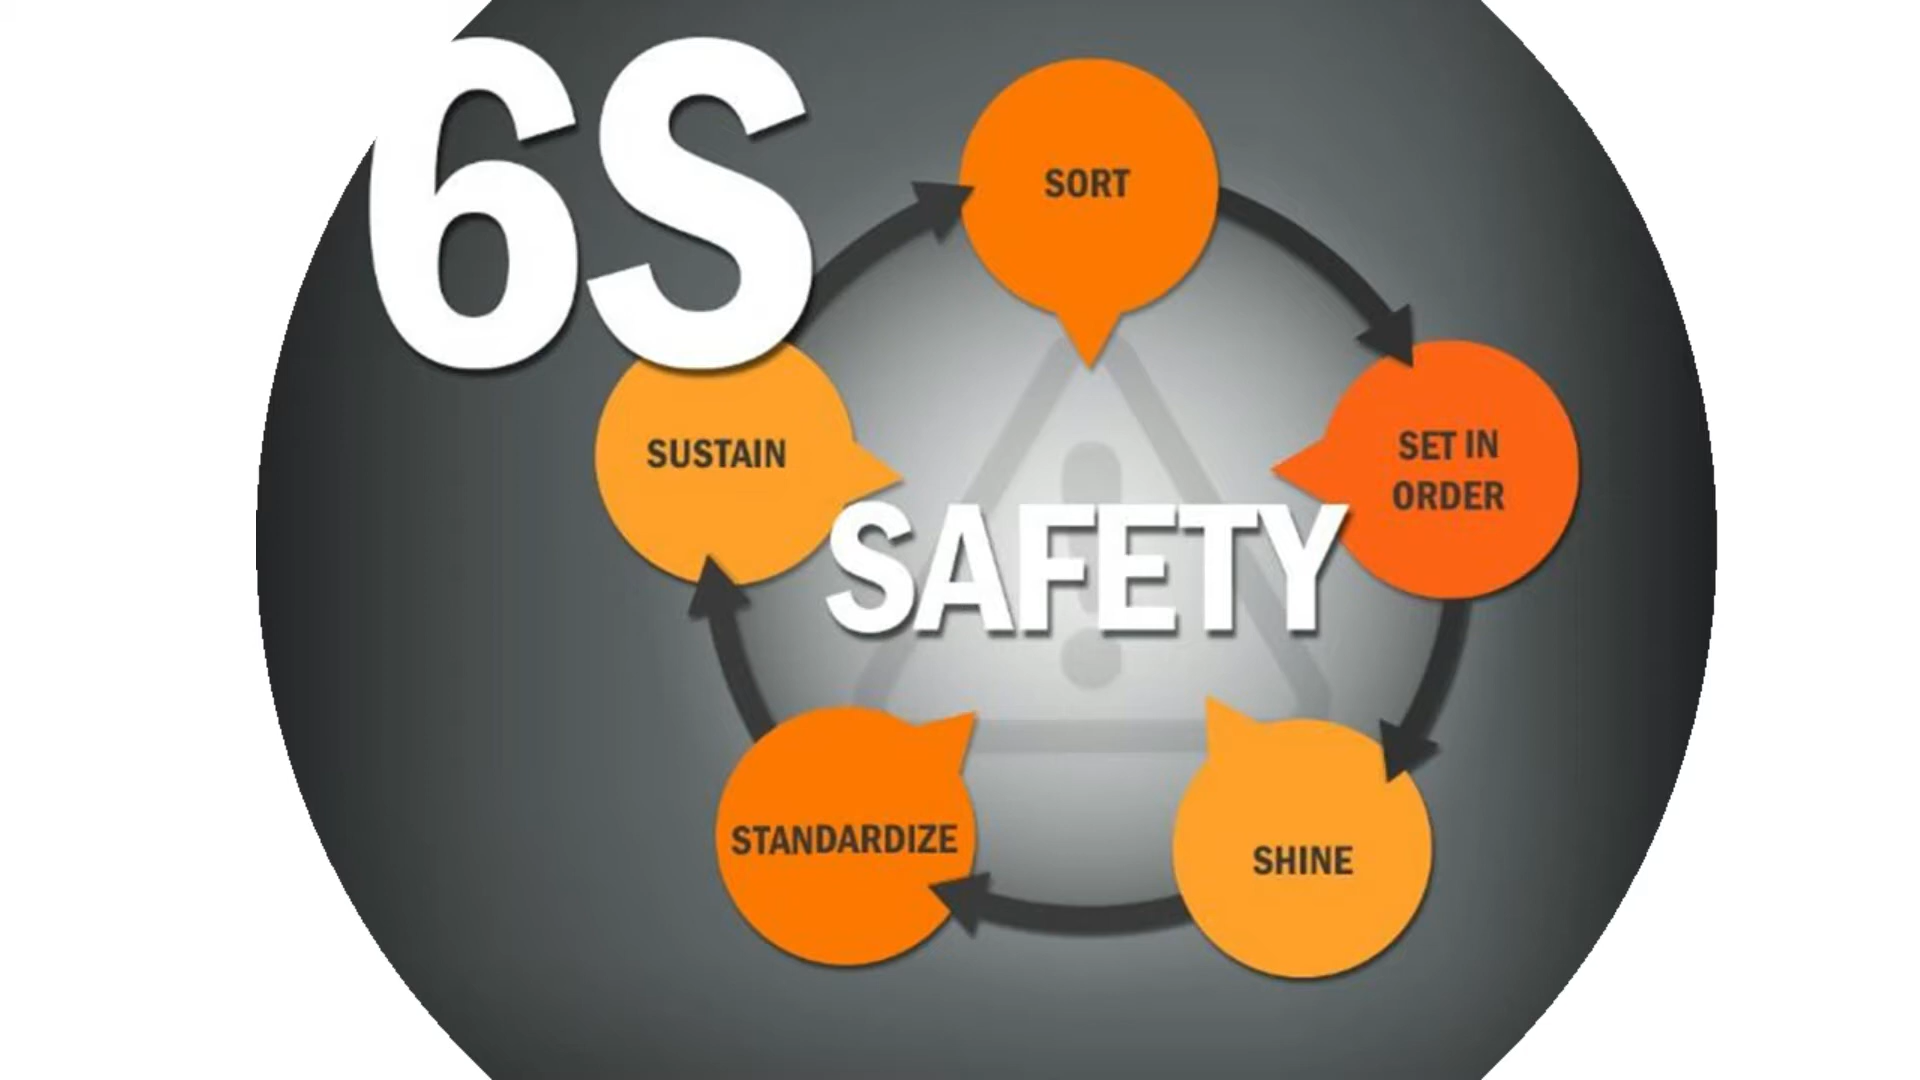 6S
SORT
SET IN
ORDER
SUSTAIN
SAFETY
STANDARDIZE
SHINE